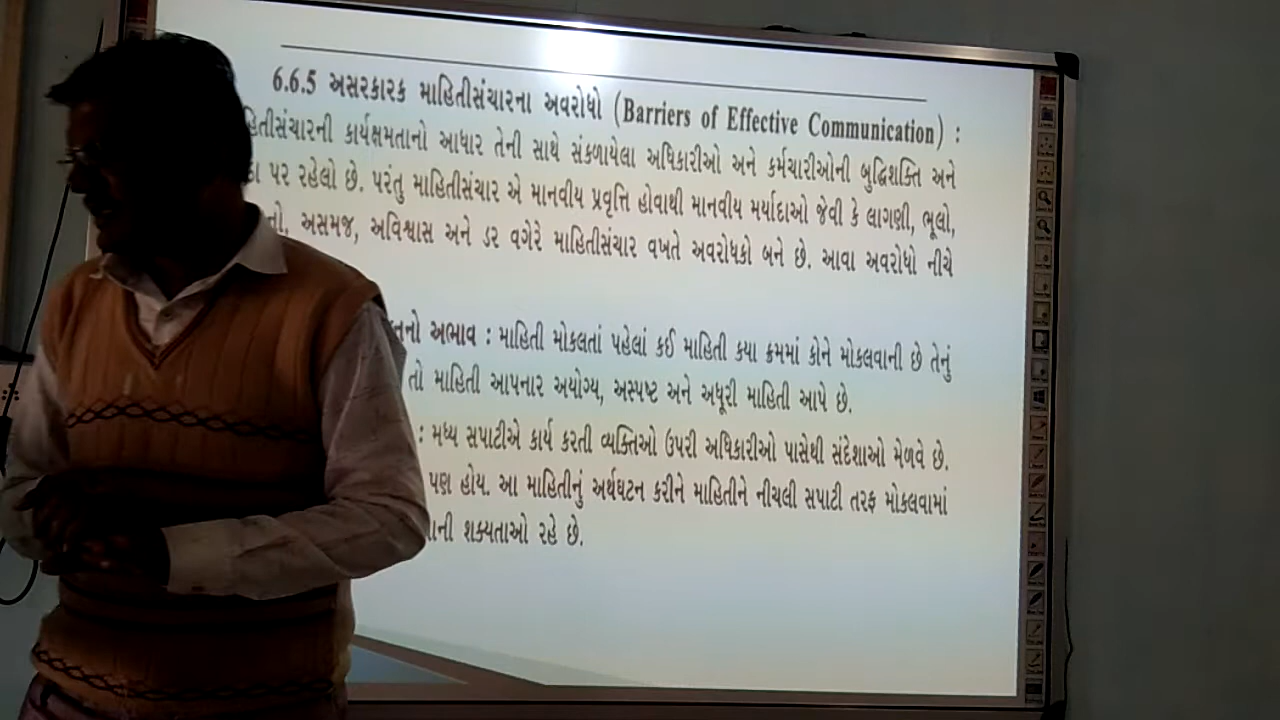 6.6.5 અસરકારક માહિતીસંચારના અવરોધો (Barriers of Effective Communication) :
કાર્યક્ષમતાનો આધાર તેની સાથે સંકળાયેલા અધિકારીઓ અને કર્મચારીઓની બુદ્ધિશક્તિ અને
પર રહેલો છે. પરંતુ માહિતીસંચાર એ માનવીય પ્રવૃત્તિ હોવાથી માનવીય મર્યાદાઓ જેવી કે લાગણી, ભૂલો,
અસમજ, અવિશ્વાસ અને ડર વગેરે માહિતીસંચાર વખતે અવરોધકો બને છે. આવા અવરોધો નીચે
અભાવ : માહિતી મોકલતાં પહેલાં કઈ માહિતી ક્યા ક્રમમાં કોને મોકલવાની છે તેનું
તો માહિતી આપનાર અયોગ્ય, અસ્પષ્ટ અને અધૂરી માહિતી આપે છે.
: મધ્ય સપાટીએ કાર્ય કરતી વ્યક્તિઓ ઉપરી અધિકારીઓ પાસેથી સંદેશાઓ મેળવે છે.
પણ હોય. આ માહિતીનું અર્થઘટન કરીને માહિતીને નીચલી સપાટી તરફ મોકલવામાં
શક્યતાઓ રહે છે.